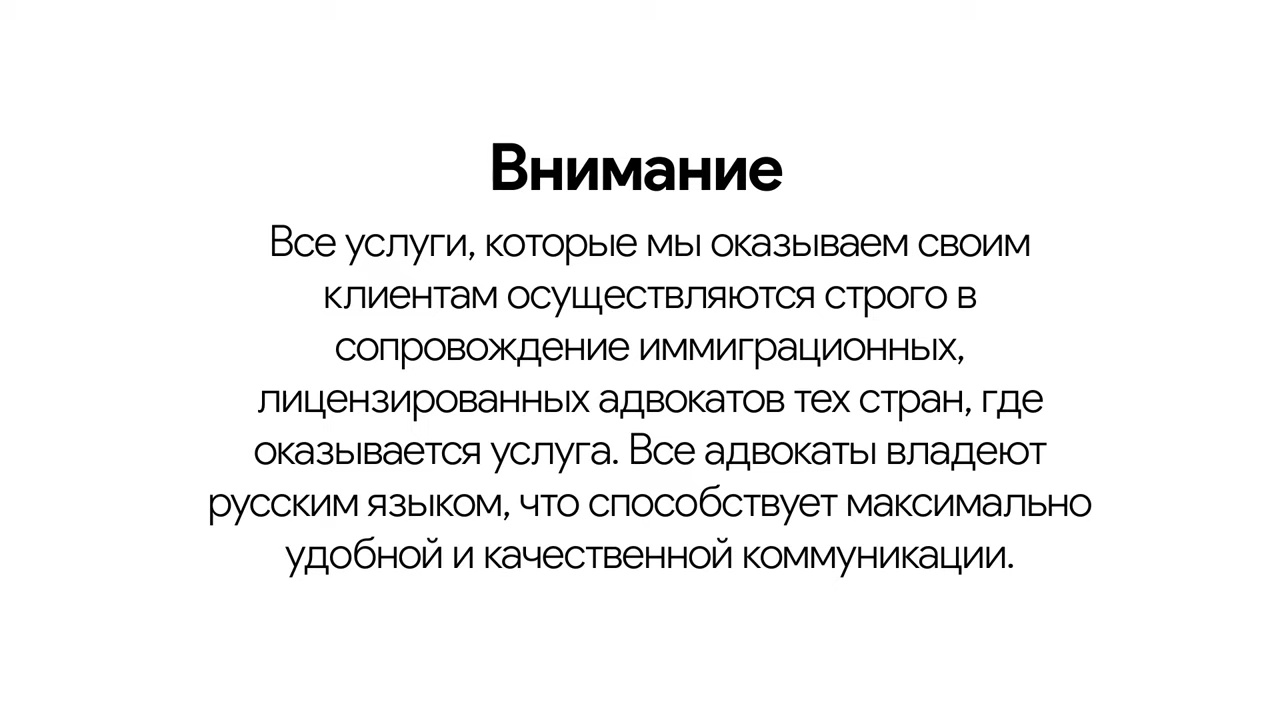 Внимание
Все услуги, которые мы оказываем своим
клиентам осуществляются строго в
сопровождение иммиграционных,
лицензированных адвокатов тех стран, где
оказывается услуга. Все адвокаты владеют
русским языком, что способствует максимально
удобной и качественной коммуникации.